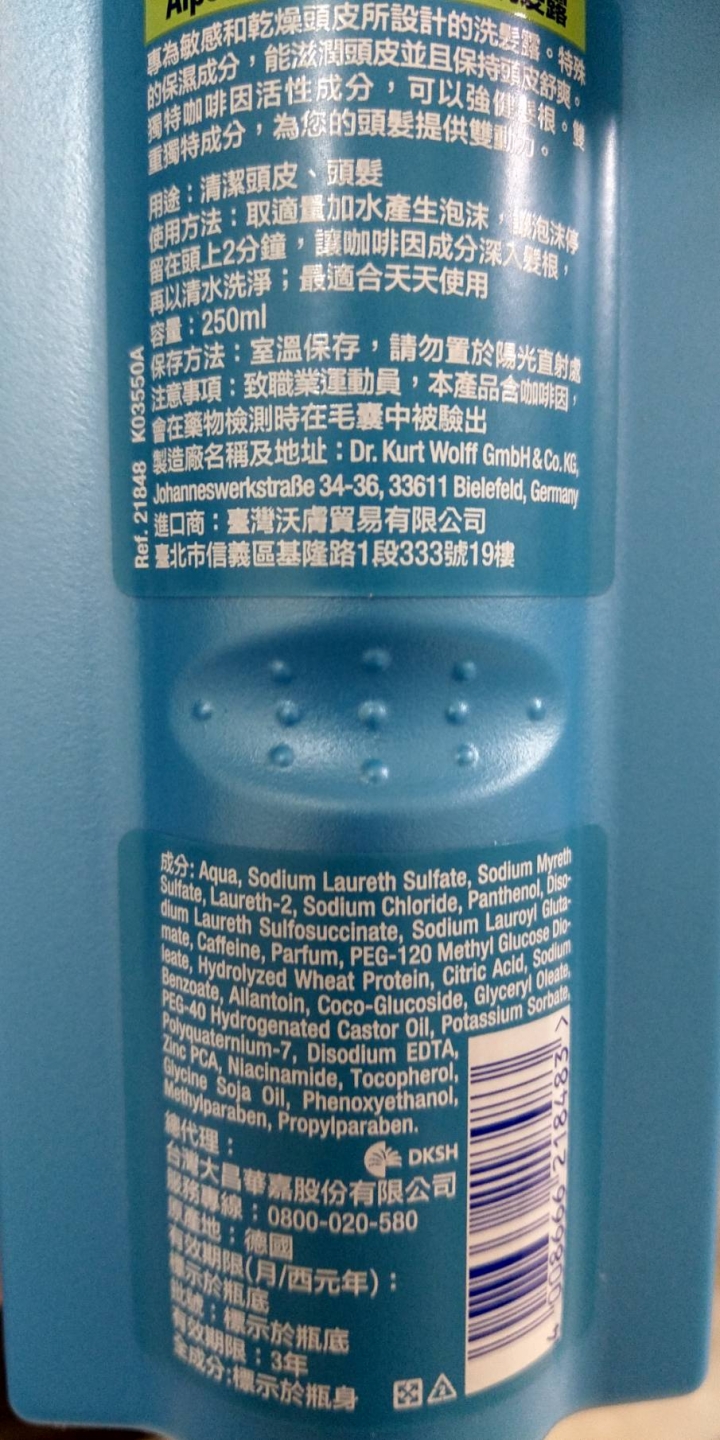 Alpe 髮露
專為敏感和乾燥頭皮所設計的洗髮露。特殊
的保濕成分，能滋潤頭皮並且保持頭皮舒爽。
獨特咖啡因活性成分，可以強健髮根。雙
重獨特成分，為您的頭髮提供雙動力。
用途：清潔頭皮、頭髮
使用方法：取適量加水產生泡沫，讓泡沫停
留在頭上2分鐘，讓咖啡因成分深入髮根，
再以清水洗淨；最適合天天使用
容量：250ml
保存方法：室溫保存，請勿置於陽光直射處
注意事項：致職業運動員，本產品含咖啡因，
會在藥物檢測時在毛囊中被驗出
製造廠名稱及地址：Dr. Kurt Wolff GmbH & Co. KG,
Johanneswerkstraße 34-36, 33611 Bielefeld, Germany
進口商：臺灣沃膚貿易有限公司
臺北市信義區基隆路1段333號19樓
Ref. 21848 K03550A
成分: Aqua, Sodium Laureth Sulfate, Sodium Myreth
Sulfate, Laureth-2, Sodium Chloride, Panthenol, Diso-
dium Laureth Sulfosuccinate, Sodium Lauroyl Gluta-
mate, Caffeine, Parfum, PEG-120 Methyl Glucose Dio-
leate, Hydrolyzed Wheat Protein, Citric Acid, Sodium
Benzoate, Allantoin, Coco-Glucoside, Glyceryl Oleate,
PEG-40 Hydrogenated Castor Oil, Potassium Sorbate,
Polyquaternium-7, Disodium EDTA,
Zinc PCA, Niacinamide, Tocopherol,
Glycine Soja Oil, Phenoxyethanol,
Methylparaben, Propylparaben.
總代理：
DKSH
台灣大昌華嘉股份有限公司
服務專線：0800-020-580
原產地：德國
有效期限(月/西元年)：
標示於瓶底
批號：標示於瓶底
有效期限：3年
全成分:標示於瓶身
4 008666 218483 >